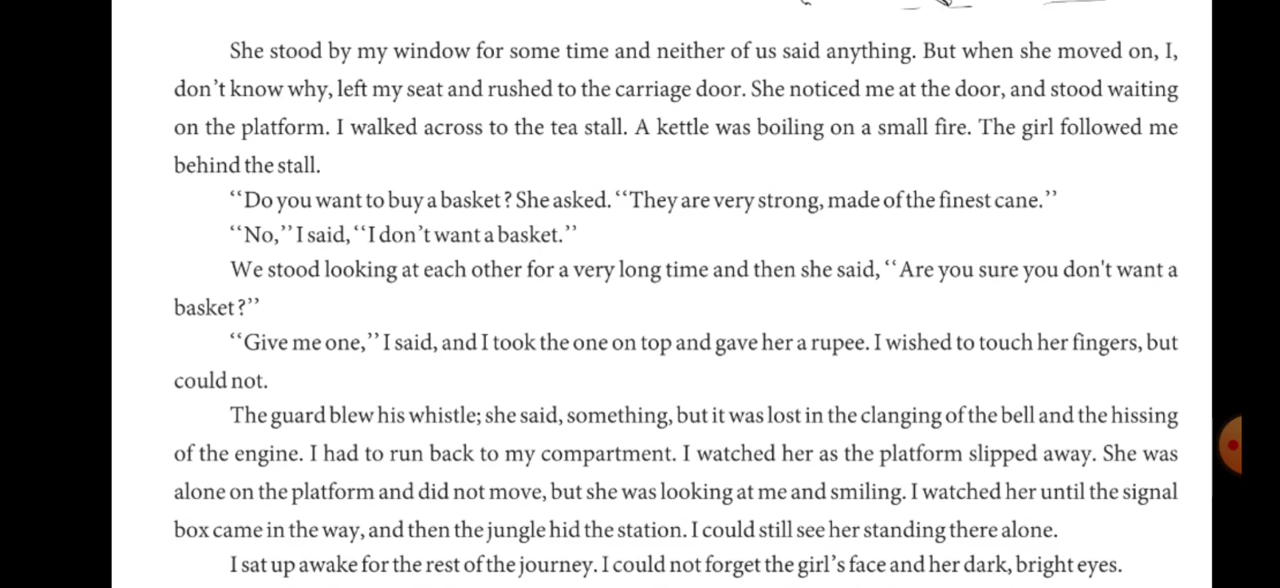 She stood by my window for some time and neither of us said anything. But when she moved on, I,
don't know why, left my seat and rushed to the carriage door. She noticed me at the door, and stood waiting
on the platform. I walked across to the tea stall. A kettle was boiling on a small fire. The girl followed me
behind the stall.
‘‘Do you want to buy a basket? She asked. ‘‘They are very strong, made of the finest cane.’’
‘‘No,’’ I said, ‘‘I don’t want a basket.’’
We stood looking at each other for a very long time and then she said, ‘‘Are you sure you don't want a
basket?’’
‘‘Give me one,’’ I said, and I took the one on top and gave her a rupee. I wished to touch her fingers, but
could not.
The guard blew his whistle; she said, something, but it was lost in the clanging of the bell and the hissing
of the engine. I had to run back to my compartment. I watched her as the platform slipped away. She was
alone on the platform and did not move, but she was looking at me and smiling. I watched her until the signal
box came in the way, and then the jungle hid the station. I could still see her standing there alone.
I sat up awake for the rest of the journey. I could not forget the girl’s face and her dark, bright eyes.